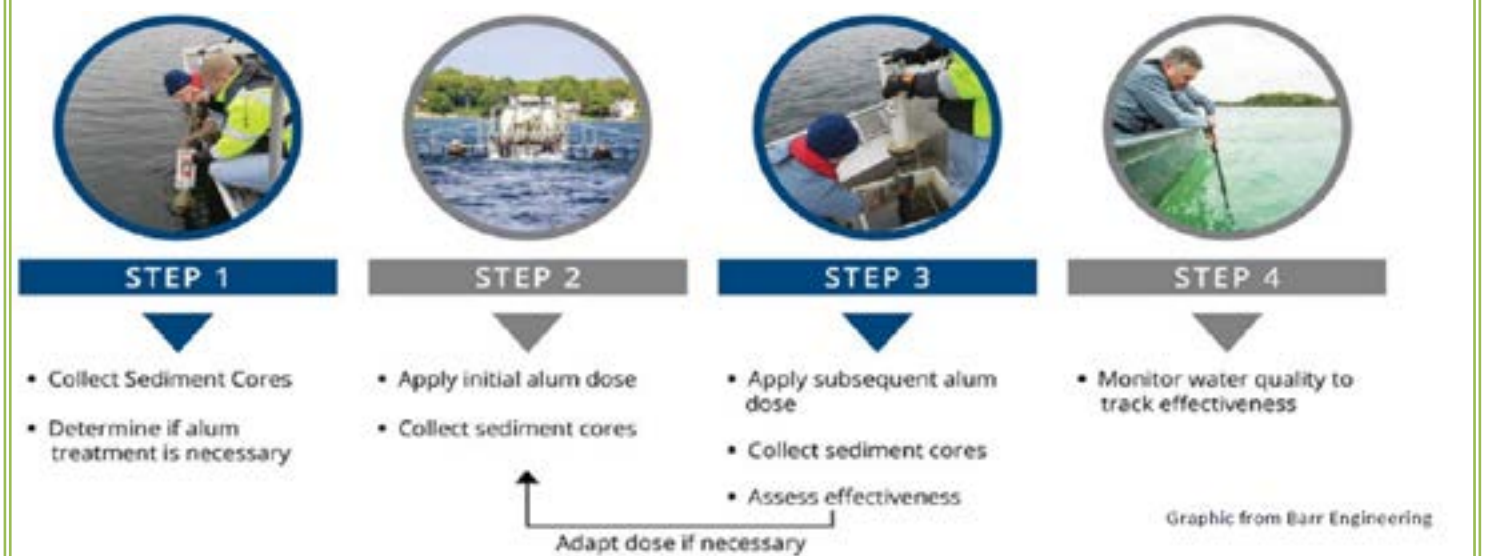 STEP 1
• Collect Sediment Cores
• Determine if alum
treatment is necessary
STEP 2
• Apply initial alum dose
• Collect sediment cores
STEP 3
• Apply subsequent alum
dose
• Collect sediment cores
• Assess effectiveness
Adapt dose if necessary
STEP 4
• Monitor water quality to
track effectiveness
Graphic from Barr Engineering